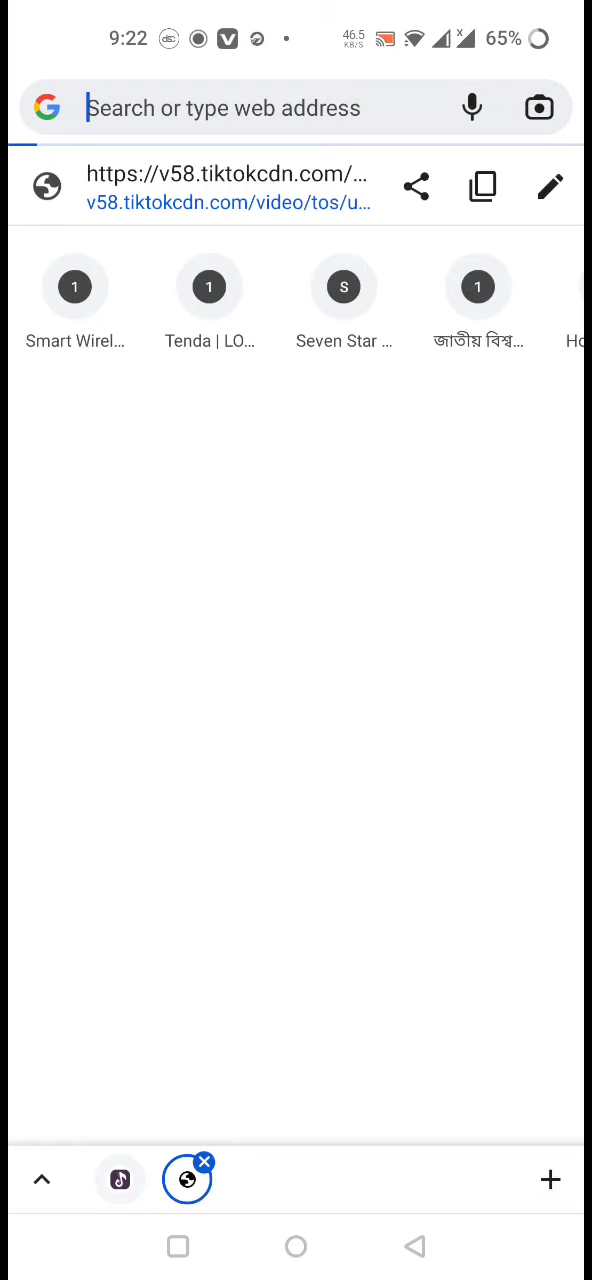 9:22 46.5 KB/S 65%
Search or type web address
https://v58.tiktokcdn.com/...
v58.tiktokcdn.com/video/tos/u...
1 1 S 1
Smart Wirel... Tenda | LO... Seven Star ... জাতীয় বিশ্ব... Ho